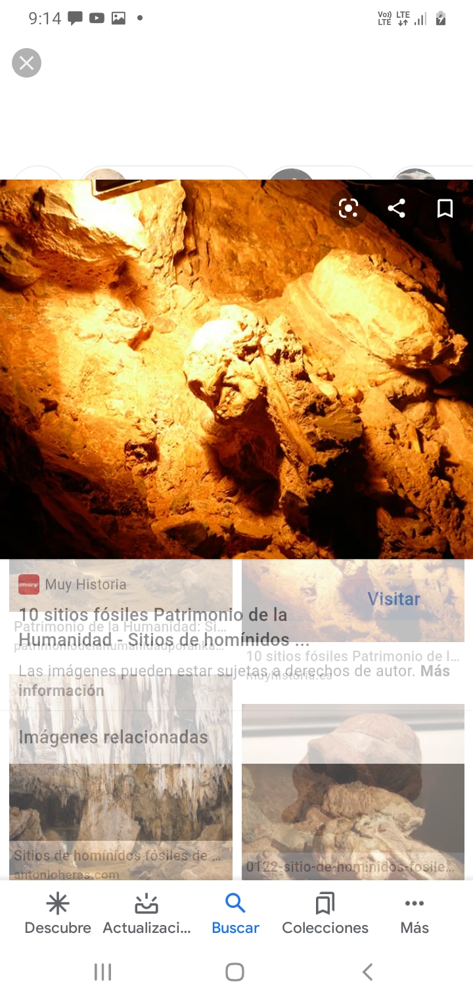 9:14
Vo)) LTE
LTE
muy Muy Historia
Visitar
10 sitios fósiles Patrimonio de la
Humanidad - Sitios de homínidos ...
Patrimonio de la Humanidad: Si...
patrimoniodelahumanidadporanka...
10 sitios fósiles Patrimonio de l...
muyhistoria.es
Las imágenes pueden estar sujetas a derechos de autor. Más
información
Imágenes relacionadas
Sitios de homínidos fósiles de ...
antonioheras.com
0122-sitio-de-hominidos-fosile...
Descubre
Actualizaci...
Buscar
Colecciones
Más